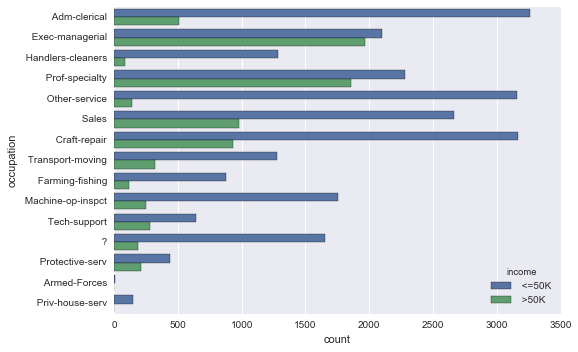 occupation
Adm-clerical
Exec-managerial
Handlers-cleaners
Prof-specialty
Other-service
Sales
Craft-repair
Transport-moving
Farming-fishing
Machine-op-inspct
Tech-support
?
Protective-serv
Armed-Forces
Priv-house-serv
income
<=50K
>50K
0 500 1000 1500 2000 2500 3000 3500
count